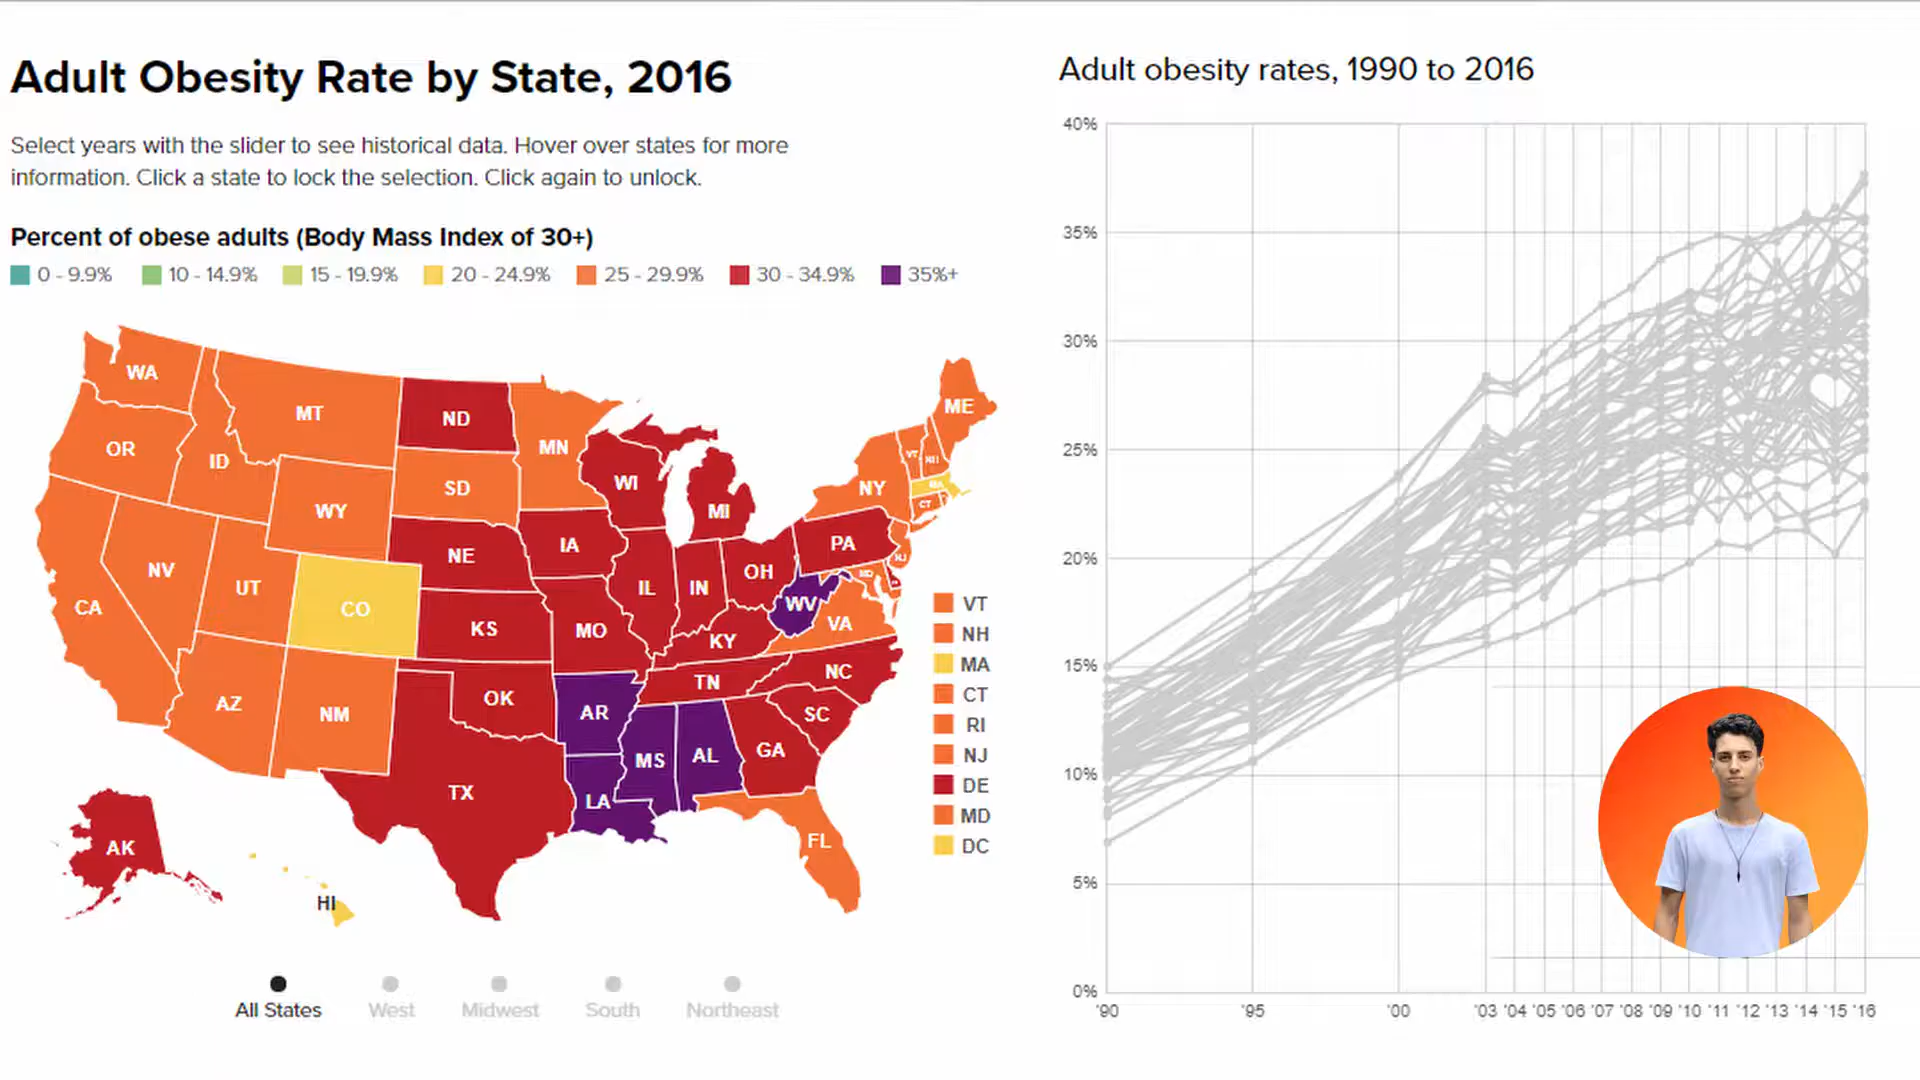 Adult Obesity Rate by State, 2016
Select years with the slider to see historical data. Hover over states for more
information. Click a state to lock the selection. Click again to unlock.
Percent of obese adults (Body Mass Index of 30+)
0 - 9.9% 10 - 14.9% 15 - 19.9% 20 - 24.9% 25 - 29.9% 30 - 34.9% 35%+
WA
MT
ND
ME
OR
ID
MN
VT
NH
SD
WI
NY
MA
WY
MI
CT
NE
IA
PA
NV
UT
IL
IN
OH
NJ
MD
CA
CO
WV
KS
MO
KY
VA
AZ
NM
OK
TN
NC
AR
SC
MS
AL
GA
TX
LA
FL
AK
HI
VT
NH
MA
CT
RI
NJ
DE
MD
DC
All States West Midwest South Northeast
Adult obesity rates, 1990 to 2016
40%
35%
30%
25%
20%
15%
10%
5%
0%
'90 '95 '00 '03 '04 '05 '06 '07 '08 '09 '10 '11 '12 '13 '14 '15 '16